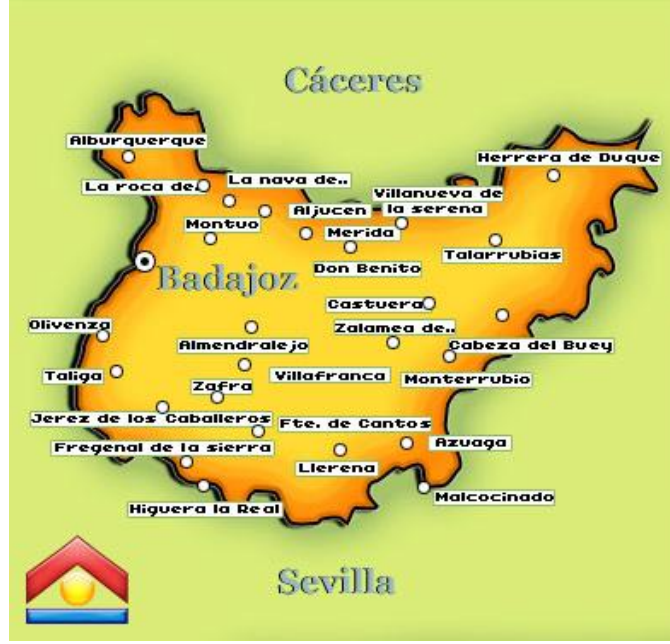 Cáceres
Alburquerque
Herrera de Duque
La roca de.
La nava de..
Villanueva de
la serena
Aljucen
Montuo
Merida
Talarrubias
Don Benito
Badajoz
Castuera
Olivenza
Zalamea de..
Almendralejo
Cabeza del Buey
Taliga
Villafranca
Monterrubio
Zafra
Jerez de los Caballeros
Fte. de Cantos
Fregenal de la sierra
Azuaga
Llerena
Malcocinado
Higuera la Real
Sevilla